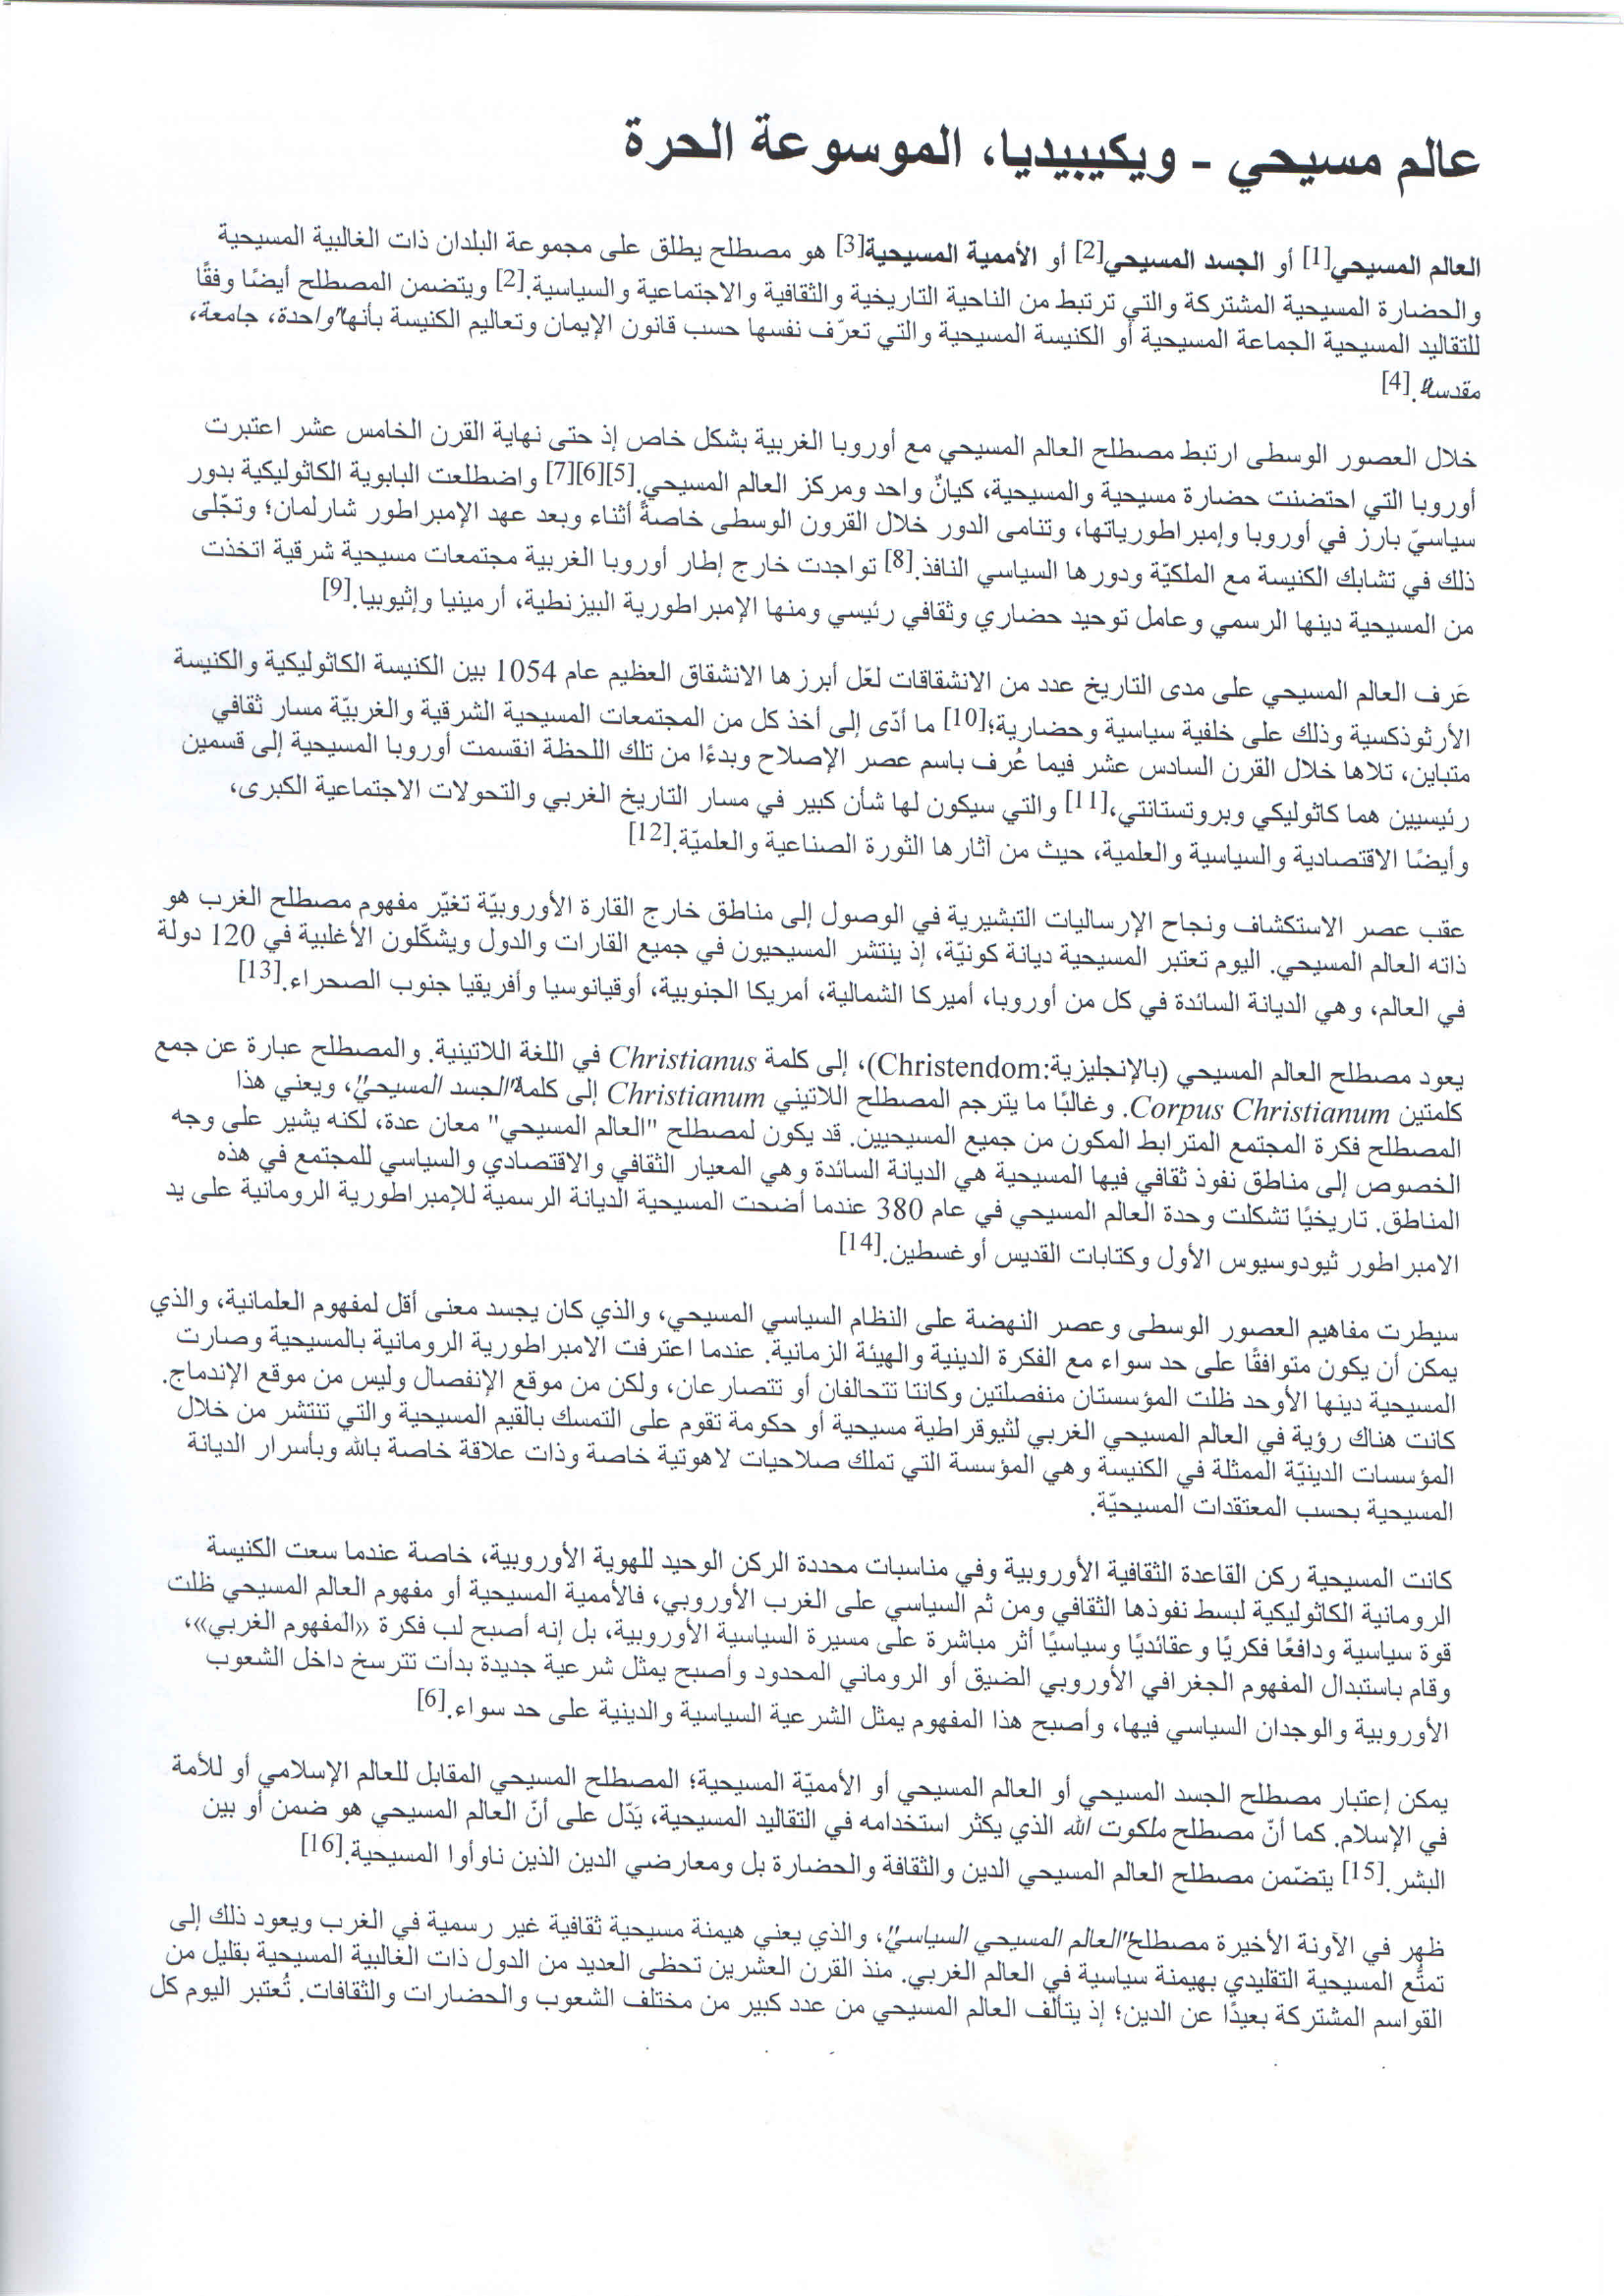 عالم مسيحي - ويكيبيديا، الموسوعة الحرة
العالم المسيحي[1] أو الجسد المسيحي[2] أو الأممية المسيحية[3] هو مصطلح يطلق على مجموعة البلدان ذات الغالبية المسيحية
والحضارة المسيحية المشتركة والتي ترتبط من الناحية التاريخية والثقافية والاجتماعية والسياسية.[2] ويتضمن المصطلح أيضًا وفقًا
للتقاليد المسيحية الجماعة المسيحية أو الكنيسة المسيحية والتي تعرّف نفسها حسب قانون الإيمان وتعاليم الكنيسة بأنها"واحدة، جامعة،
مقدسة".[4]
خلال العصور الوسطى ارتبط مصطلح العالم المسيحي مع أوروبا الغربية بشكل خاص إذ حتى نهاية القرن الخامس عشر اعتبرت
أوروبا التي احتضنت حضارة مسيحية والمسيحية، كيانٌ واحد ومركز العالم المسيحي.[5][6][7] واضطلعت البابوية الكاثوليكية بدور
سياسيّ بارز في أوروبا وإمبراطورياتها، وتنامى الدور خلال القرون الوسطى خاصةً أثناء وبعد عهد الإمبراطور شارلمان؛ وتجّلى
ذلك في تشابك الكنيسة مع الملكيّة ودورها السياسي النافذ.[8] تواجدت خارج إطار أوروبا الغربية مجتمعات مسيحية شرقية اتخذت
من المسيحية دينها الرسمي وعامل توحيد حضاري وثقافي رئيسي ومنها الإمبراطورية البيزنطية، أرمينيا وإثيوبيا.[9]
عَرف العالم المسيحي على مدى التاريخ عدد من الانشقاقات لعّل أبرزها الانشقاق العظيم عام 1054 بين الكنيسة الكاثوليكية والكنيسة
الأرثوذكسية وذلك على خلفية سياسية وحضارية؛[10] ما أدّى إلى أخذ كل من المجتمعات المسيحية الشرقية والغربيّة مسار ثقافي
متباين، تلاها خلال القرن السادس عشر فيما عُرف باسم عصر الإصلاح وبدءًا من تلك اللحظة انقسمت أوروبا المسيحية إلى قسمين
رئيسيين هما كاثوليكي وبروتستانتي،[11] والتي سيكون لها شأن كبير في مسار التاريخ الغربي والتحولات الاجتماعية الكبرى،
وأيضًا الاقتصادية والسياسية والعلمية، حيث من آثارها الثورة الصناعية والعلميّة.[12]
عقب عصر الاستكشاف ونجاح الإرساليات التبشيرية في الوصول إلى مناطق خارج القارة الأوروبيّة تغيّر مفهوم مصطلح الغرب هو
ذاته العالم المسيحي. اليوم تعتبر المسيحية ديانة كونيّة، إذ ينتشر المسيحيون في جميع القارات والدول ويشكّلون الأغلبية في 120 دولة
في العالم، وهي الديانة السائدة في كل من أوروبا، أميركا الشمالية، أمريكا الجنوبية، أوقيانوسيا وأفريقيا جنوب الصحراء.[13]
يعود مصطلح العالم المسيحي (بالإنجليزية:Christendom)، إلى كلمة Christianus في اللغة اللاتينية. والمصطلح عبارة عن جمع
كلمتين Corpus Christianum. وغالبًا ما يترجم المصطلح اللاتيني Christianum إلى كلمة"الجسد المسيحي"، ويعني هذا
المصطلح فكرة المجتمع المترابط المكون من جميع المسيحيين. قد يكون لمصطلح "العالم المسيحي" معان عدة، لكنه يشير على وجه
الخصوص إلى مناطق نفوذ ثقافي فيها المسيحية هي الديانة السائدة وهي المعيار الثقافي والاقتصادي والسياسي للمجتمع في هذه
المناطق. تاريخيًا تشكلت وحدة العالم المسيحي في عام 380 عندما أضحت المسيحية الديانة الرسمية للإمبراطورية الرومانية على يد
الامبراطور ثيودوسيوس الأول وكتابات القديس أوغسطين.[14]
سيطرت مفاهيم العصور الوسطى وعصر النهضة على النظام السياسي المسيحي، والذي كان يجسد معنى أقل لمفهوم العلمانية، والذي
يمكن أن يكون متوافقًا على حد سواء مع الفكرة الدينية والهيئة الزمانية. عندما اعترفت الامبراطورية الرومانية بالمسيحية وصارت
المسيحية دينها الأوحد ظلت المؤسستان منفصلتين وكانتا تتحالفان أو تتصارعان، ولكن من موقع الإنفصال وليس من موقع الإندماج.
كانت هناك رؤية في العالم المسيحي الغربي لثيوقراطية مسيحية أو حكومة تقوم على التمسك بالقيم المسيحية والتي تنتشر من خلال
المؤسسات الدينيّة الممثلة في الكنيسة وهي المؤسسة التي تملك صلاحيات لاهوتية خاصة وذات علاقة خاصة بالله وبأسرار الديانة
المسيحية بحسب المعتقدات المسيحيّة.
كانت المسيحية ركن القاعدة الثقافية الأوروبية وفي مناسبات محددة الركن الوحيد للهوية الأوروبية، خاصة عندما سعت الكنيسة
الرومانية الكاثوليكية لبسط نفوذها الثقافي ومن ثم السياسي على الغرب الأوروبي، فالأممية المسيحية أو مفهوم العالم المسيحي ظلت
قوة سياسية ودافعًا فكريًا وعقائديًا وسياسيًا أثر مباشرة على مسيرة السياسية الأوروبية، بل إنه أصبح لب فكرة «المفهوم الغربي»،
وقام باستبدال المفهوم الجغرافي الأوروبي الضيق أو الروماني المحدود وأصبح يمثل شرعية جديدة بدأت تترسخ داخل الشعوب
الأوروبية والوجدان السياسي فيها، وأصبح هذا المفهوم يمثل الشرعية السياسية والدينية على حد سواء.[6]
يمكن إعتبار مصطلح الجسد المسيحي أو العالم المسيحي أو الأمميّة المسيحية؛ المصطلح المسيحي المقابل للعالم الإسلامي أو للأمة
في الإسلام. كما أنّ مصطلح ملكوت الله الذي يكثر استخدامه في التقاليد المسيحية، يَدّل على أنّ العالم المسيحي هو ضمن أو بين
البشر.[15] يتضّمن مصطلح العالم المسيحي الدين والثقافة والحضارة بل ومعارضي الدين الذين ناوأوا المسيحية.[16]
ظهر في الآونة الأخيرة مصطلح"العالم المسيحي السياسي"، والذي يعني هيمنة مسيحية ثقافية غير رسمية في الغرب ويعود ذلك إلى
تمتُّع المسيحية التقليدي بهيمنة سياسية في العالم الغربي. منذ القرن العشرين تحظى العديد من الدول ذات الغالبية المسيحية بقليل من
القواسم المشتركة بعيدًا عن الدين؛ إذ يتألف العالم المسيحي من عدد كبير من مختلف الشعوب والحضارات والثقافات. تُعتبر اليوم كل